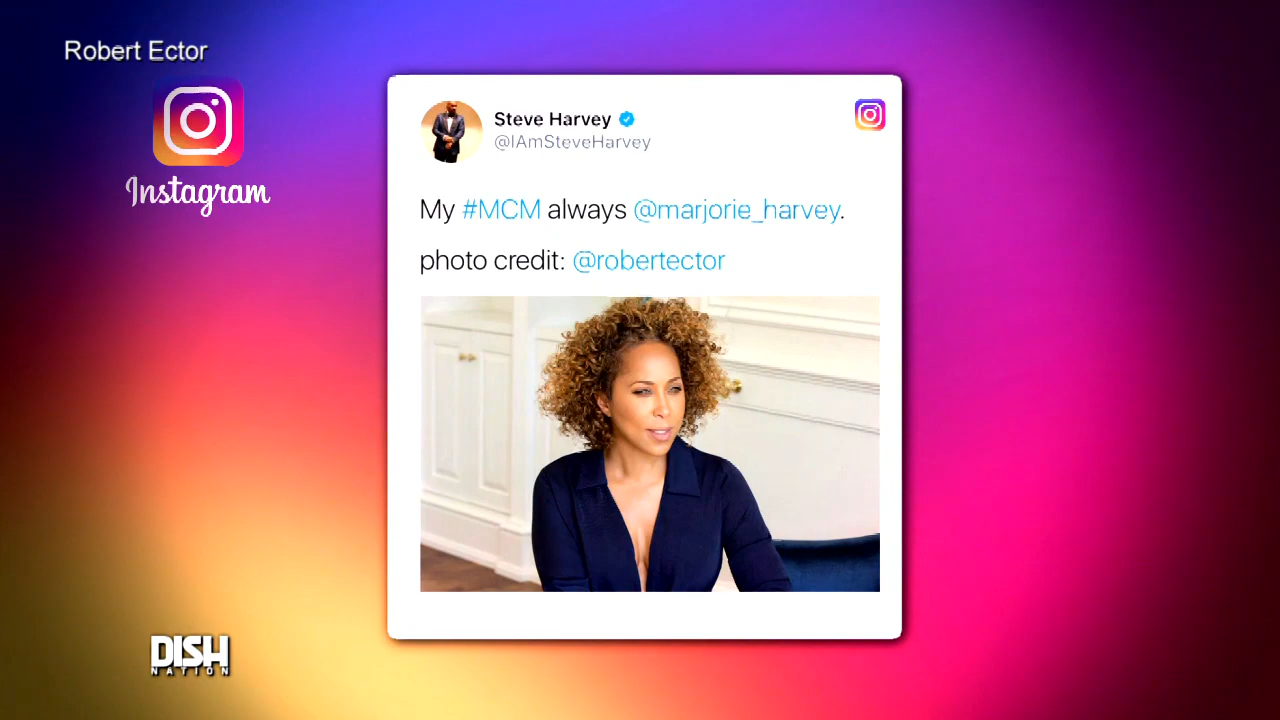 Robert Ector
Instagram
Steve Harvey
@IAmSteveHarvey
My #MCM always @marjorie_harvey.
photo credit: @robertector
DISH
NATION